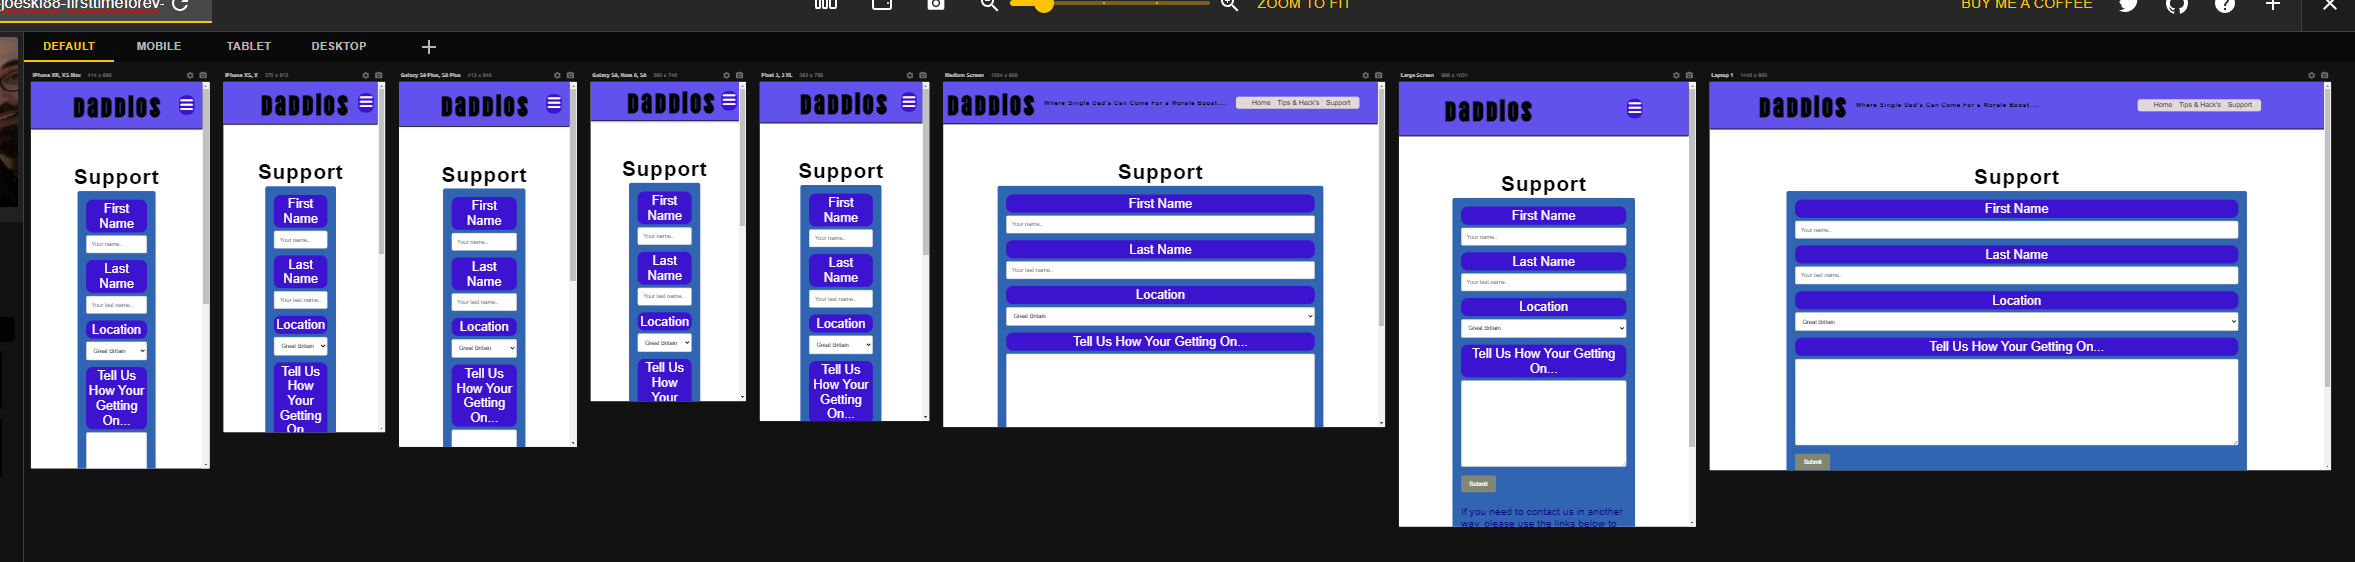 joeski88-firsttimeforev-
ZOOM TO FIT
BUY ME A COFFEE
DEFAULT
MOBILE
TABLET
DESKTOP
iPhone XR, XS Max 414 x 896
DaDDIOS
Support
First
Name
Your name..
Last
Name
Your last name..
Location
Great Britain
Tell Us
How Your
Getting
On...
iPhone XS, X 375 x 812
DaDDIOS
Support
First
Name
Your name..
Last
Name
Your last name..
Location
Great Britain
Tell Us
How
Your
Getting
On...
Galaxy S9 Plus, S8 Plus 412 x 846
DaDDIOS
Support
First
Name
Your name..
Last
Name
Your last name..
Location
Great Britain
Tell Us
How Your
Getting
On...
Galaxy S9, Note 8, S8 360 x 740
DaDDIOS
Support
First
Name
Your name..
Last
Name
Your last name..
Location
Great Britain
Tell Us
How
Your
Pixel 3, 3 XL 393 x 786
DaDDIOS
Support
First
Name
Your name..
Last
Name
Your last name..
Location
Great Britain
Tell Us
How Your
Getting
On...
Medium Screen 1024 x 800
DaDDIOS
Where Single Dad's Can Come For a Morale Boost....
Home Tips & Hack's Support
Support
First Name
Your name..
Last Name
Your last name..
Location
Great Britain
Tell Us How Your Getting On...
Large Screen 686 x 1031
DaDDIOS
Support
First Name
Your name..
Last Name
Your last name..
Location
Great Britain
Tell Us How Your Getting
On...
Submit
If you need to contact us in another
way, please use the links below to
Laptop 1 1440 x 900
DaDDIOS
Where Single Dad's Can Come For a Morale Boost....
Home Tips & Hack's Support
Support
First Name
Your name..
Last Name
Your last name..
Location
Great Britain
Tell Us How Your Getting On...
Submit